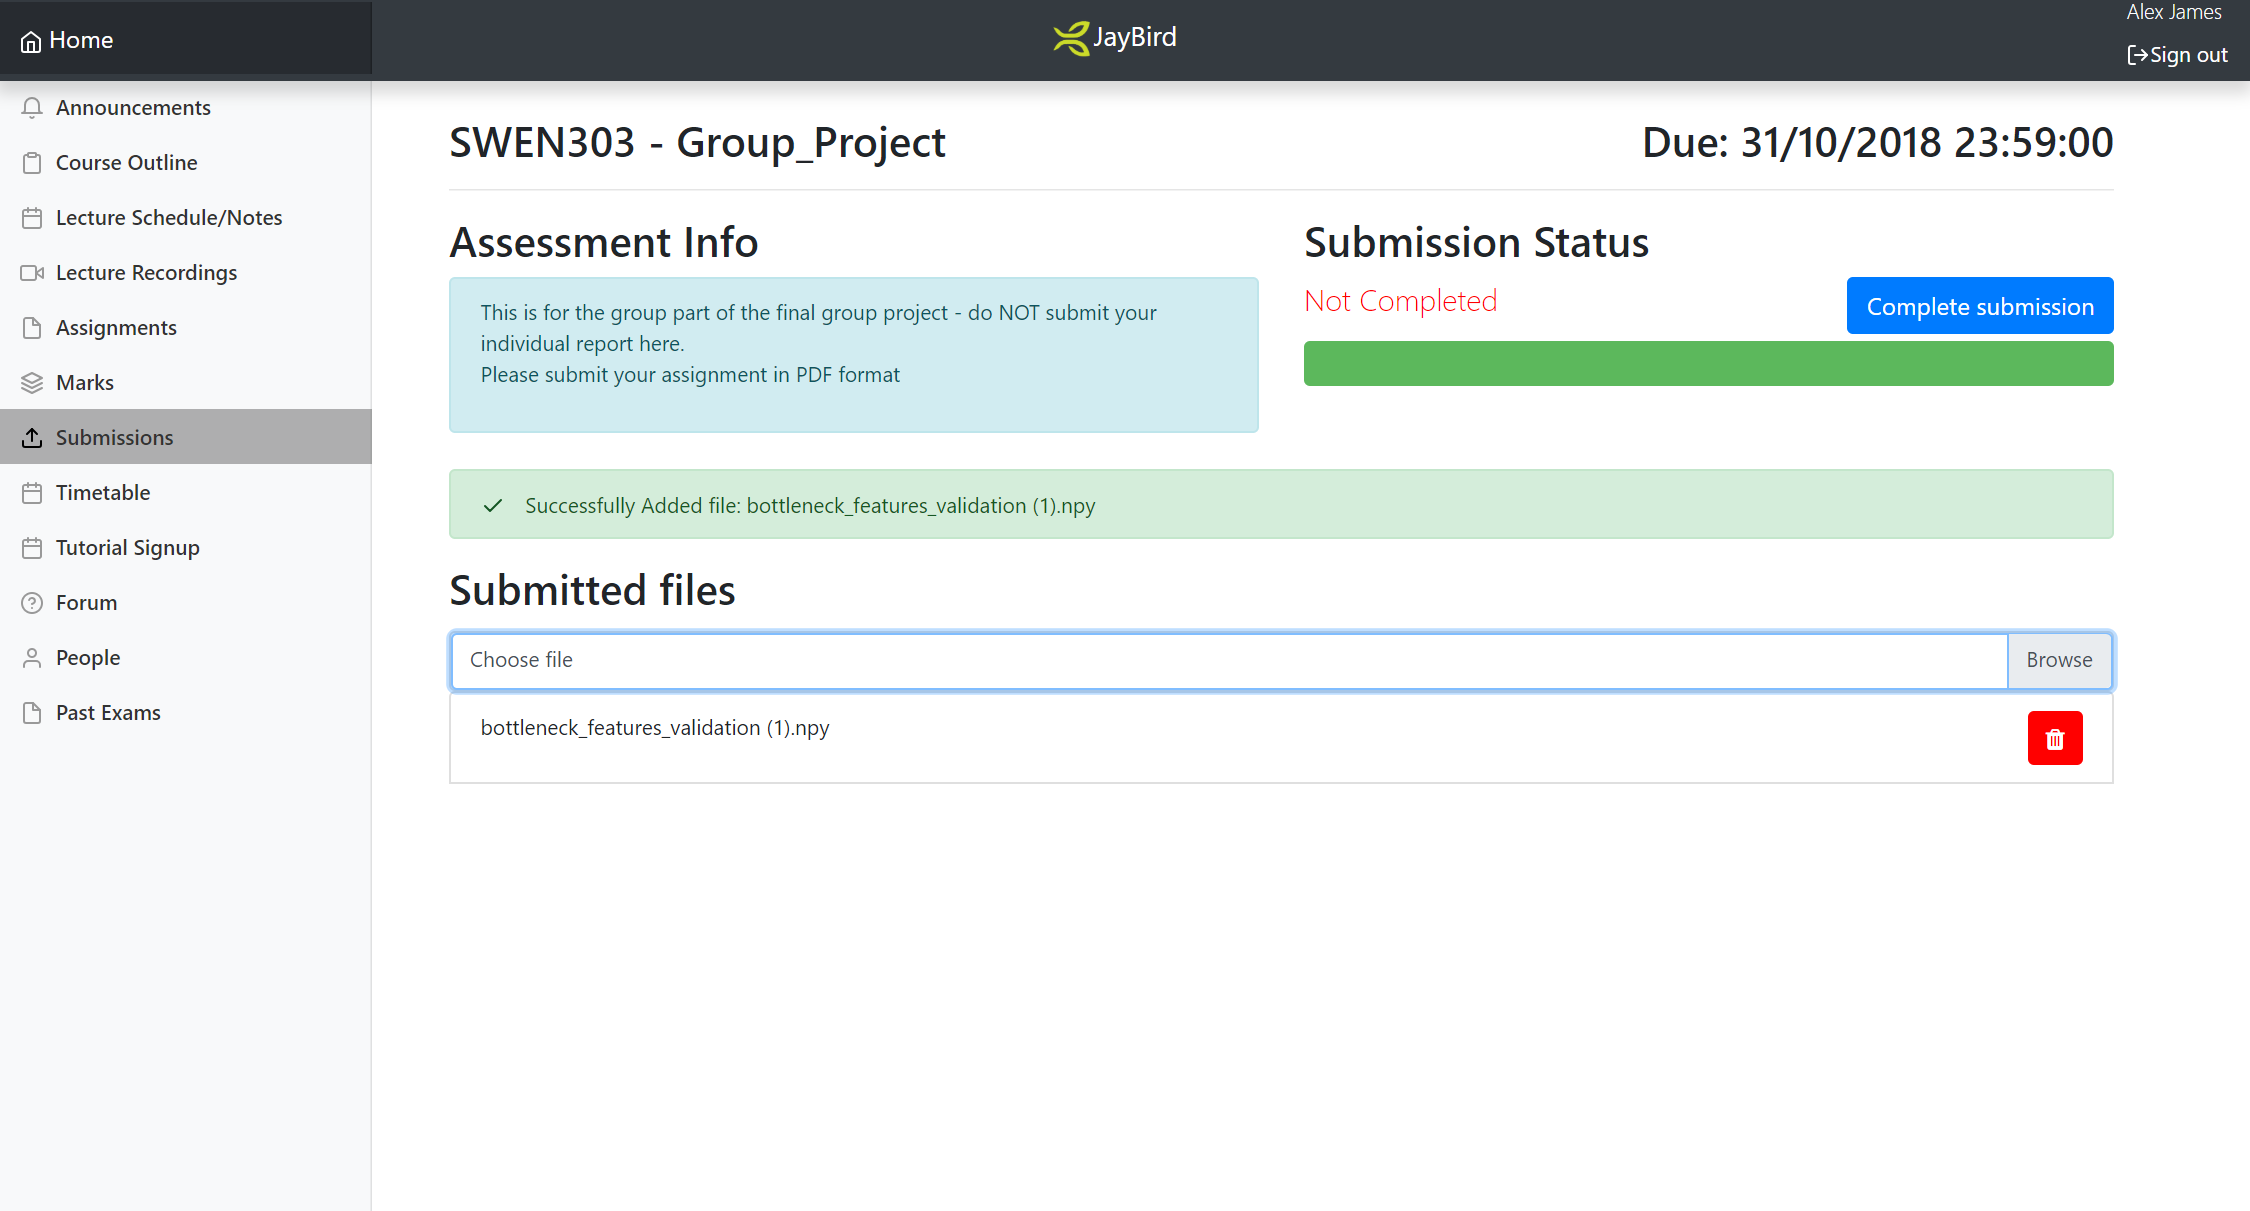 Home
JayBird
Alex James
Sign out
Announcements
Course Outline
Lecture Schedule/Notes
Lecture Recordings
Assignments
Marks
Submissions
Timetable
Tutorial Signup
Forum
People
Past Exams
SWEN303 - Group_Project
Due: 31/10/2018 23:59:00
Assessment Info
This is for the group part of the final group project - do NOT submit your
individual report here.
Please submit your assignment in PDF format
Submission Status
Not Completed
Complete submission
Successfully Added file: bottleneck_features_validation (1).npy
Submitted files
Choose file
Browse
bottleneck_features_validation (1).npy